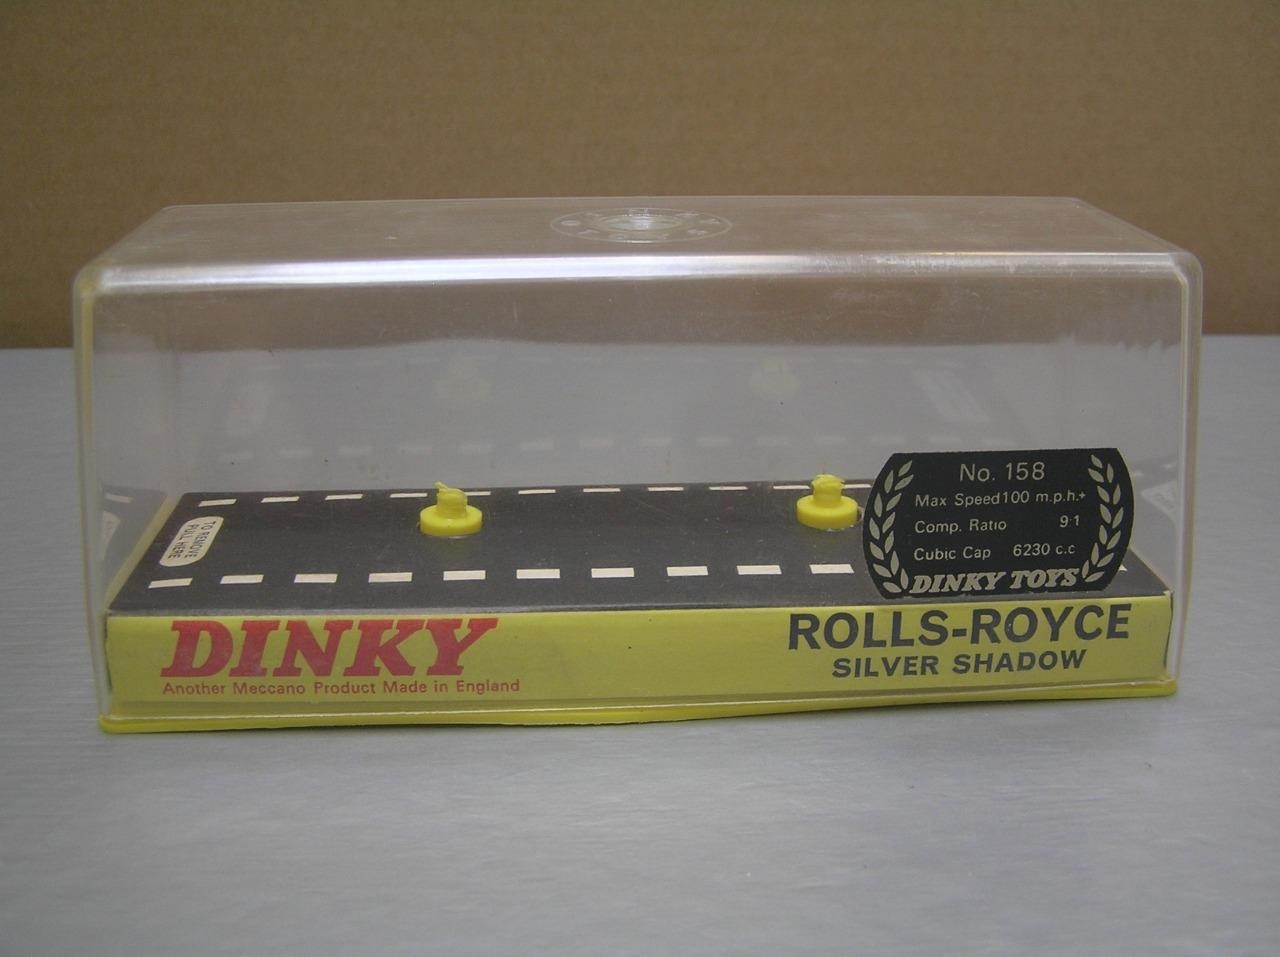 No. 158
Max Speed 100 m.p.h.+
Comp. Ratio 9·1
Cubic Cap 6230 c.c
DINKY TOYS
TO REMOVE
PULL HERE
DINKY
Another Meccano Product Made in England
ROLLS-ROYCE
SILVER SHADOW